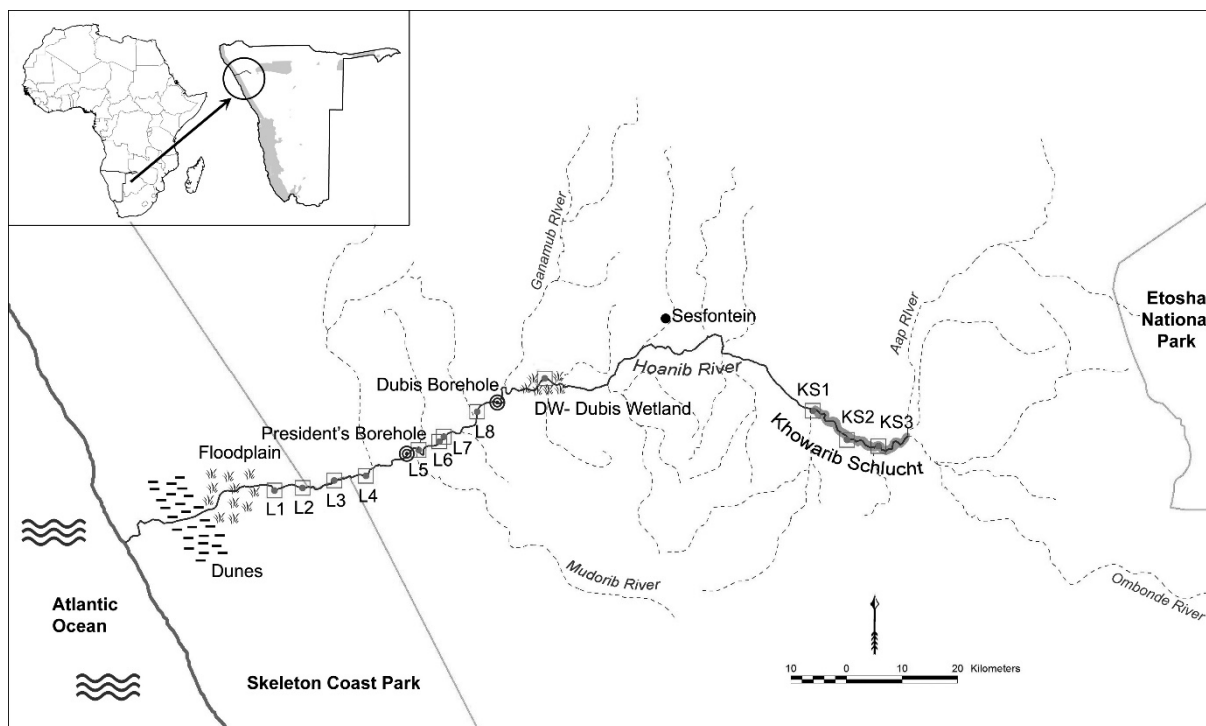 Ganamub River
Aap River
Etosha
National
Park
Sesfontein
Hoanib River
Dubis Borehole
DW- Dubis Wetland
KS1
KS2
KS3
Khowarib Schlucht
President's Borehole
L8
L7
L6
L5
Floodplain
L4
L3
L2
L1
Dunes
Mudorib River
Ombonde River
Atlantic
Ocean
Skeleton Coast Park
10 0 10 20 Kilometers